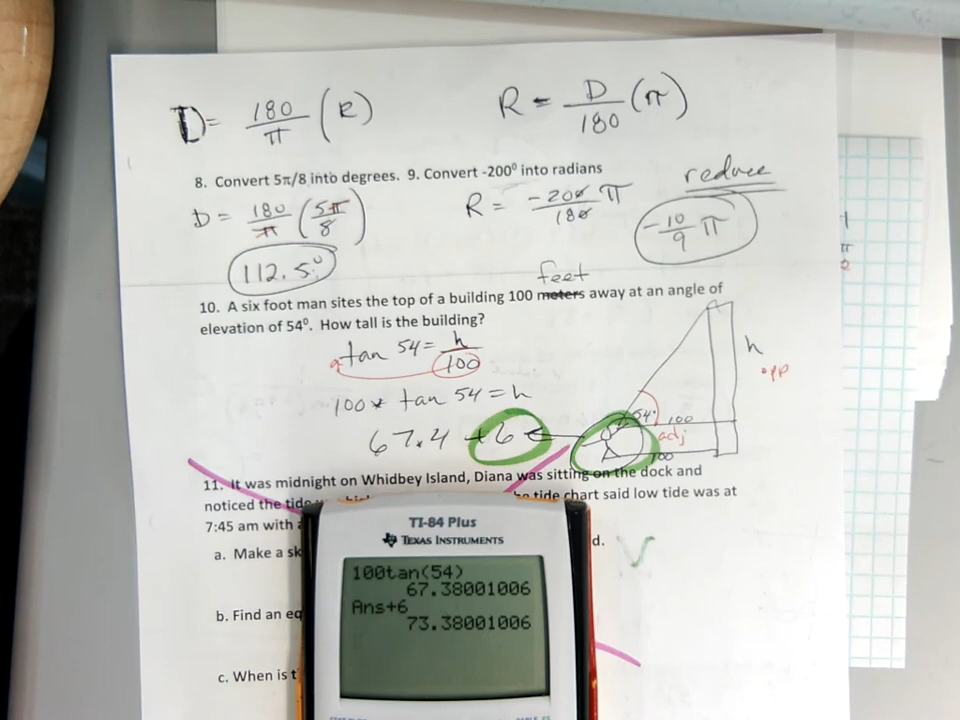 D = 180/π (R) R = D/180 (π)
8. Convert 5π/8 into degrees. 9. Convert -200⁰ into radians
reduce
D = 180/π (5π/8) R = -200/180 π -10/9 π
112.5°
feet
10. A six foot man sites the top of a building 100 meters away at an angle of
elevation of 54⁰. How tall is the building?
tan 54 = h/100
h
opp
100 * tan 54 = h
54° 100
adj
67.4 + 6
100
11. It was midnight on Whidbey Island, Diana was sitting on the dock and
noticed the tide tide chart said low tide was at
7:45 am with d.
a. Make a sk
TI-84 Plus
TEXAS INSTRUMENTS
100tan(54)
67.38001006
Ans+6
73.38001006
b. Find an eq
c. When is t